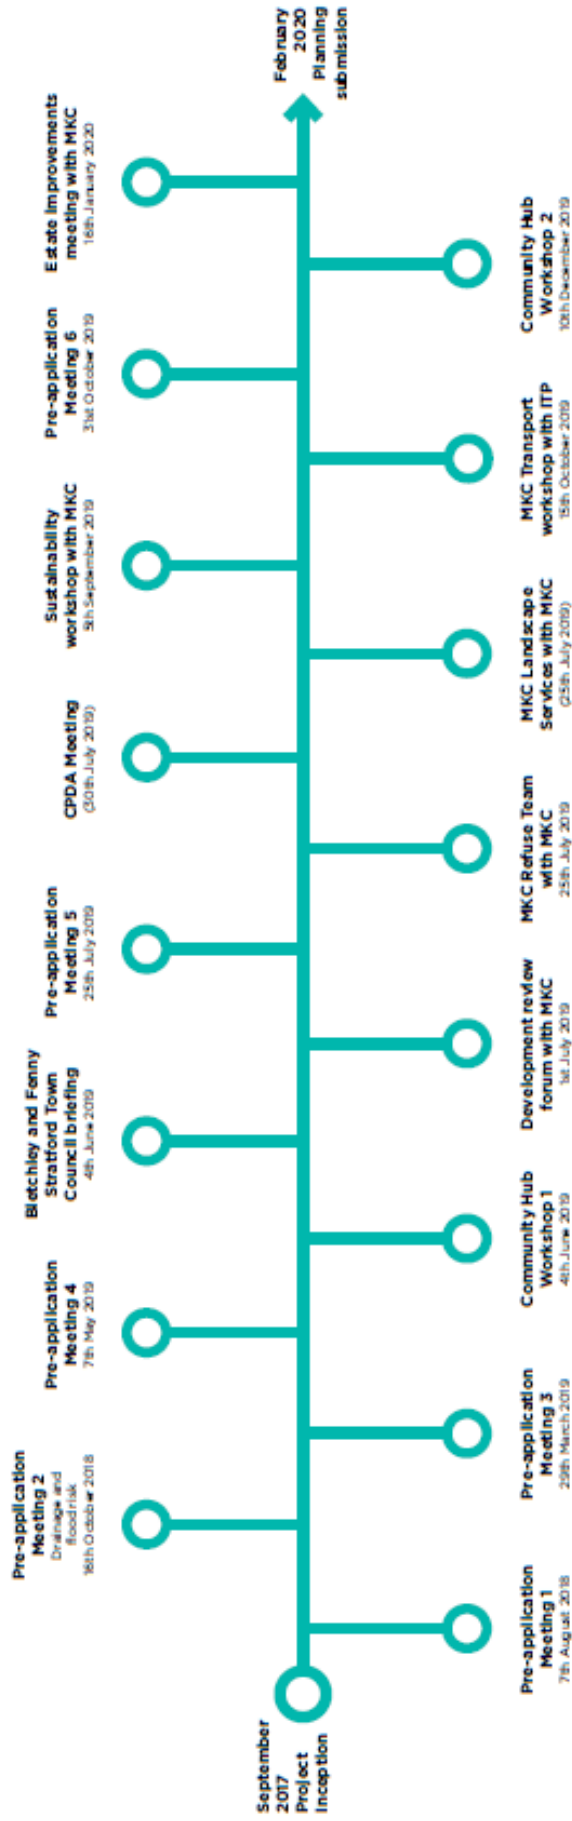 September
2017
Project
Inception
Pre-application
Meeting 1
7th August 2018
Pre-application
Meeting 2
Drainage and
flood risk
16th October 2018
Pre-application
Meeting 3
29th March 2019
Pre-application
Meeting 4
7th May 2019
Community Hub
Workshop 1
4th June 2019
Bletchley and Fenny
Stratford Town
Council briefing
4th June 2019
Development review
forum with MKC
1st July 2019
Pre-application
Meeting 5
25th July 2019
MKC Refuse Team
with MKC
25th July 2019
CPDA Meeting
(30th July 2019)
MKC Landscape
Services with MKC
(25th July 2019)
Sustainability
workshop with MKC
5th September 2019
MKC Transport
workshop with ITP
15th October 2019
Pre-application
Meeting 6
31st October 2019
Community Hub
Workshop 2
10th December 2019
Estate Improvements
meeting with MKC
16th January 2020
February
2020
Planning
submission